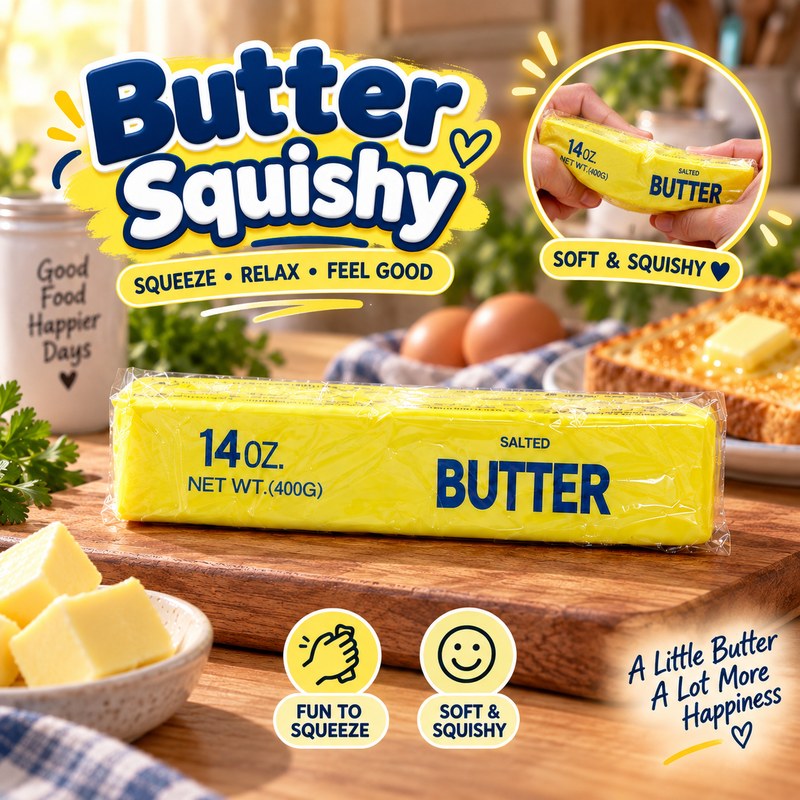 Butter
Squishy
SQUEEZE • RELAX • FEEL GOOD
14 OZ.
NET WT.(400G)
SALTED
BUTTER
SOFT & SQUISHY
Good
Food
Happier
Days
14 OZ.
NET WT.(400G)
SALTED
BUTTER
FUN TO
SQUEEZE
SOFT &
SQUISHY
A Little Butter
A Lot More
Happiness